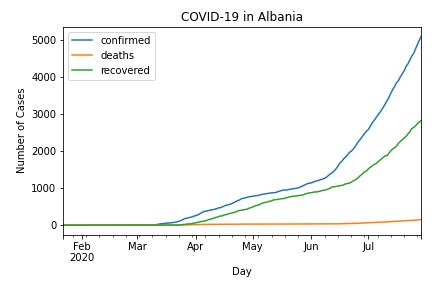 COVID-19 in Albania
confirmed
deaths
recovered
Number of Cases
5000
4000
3000
2000
1000
0
Feb Mar Apr May Jun Jul
2020
Day